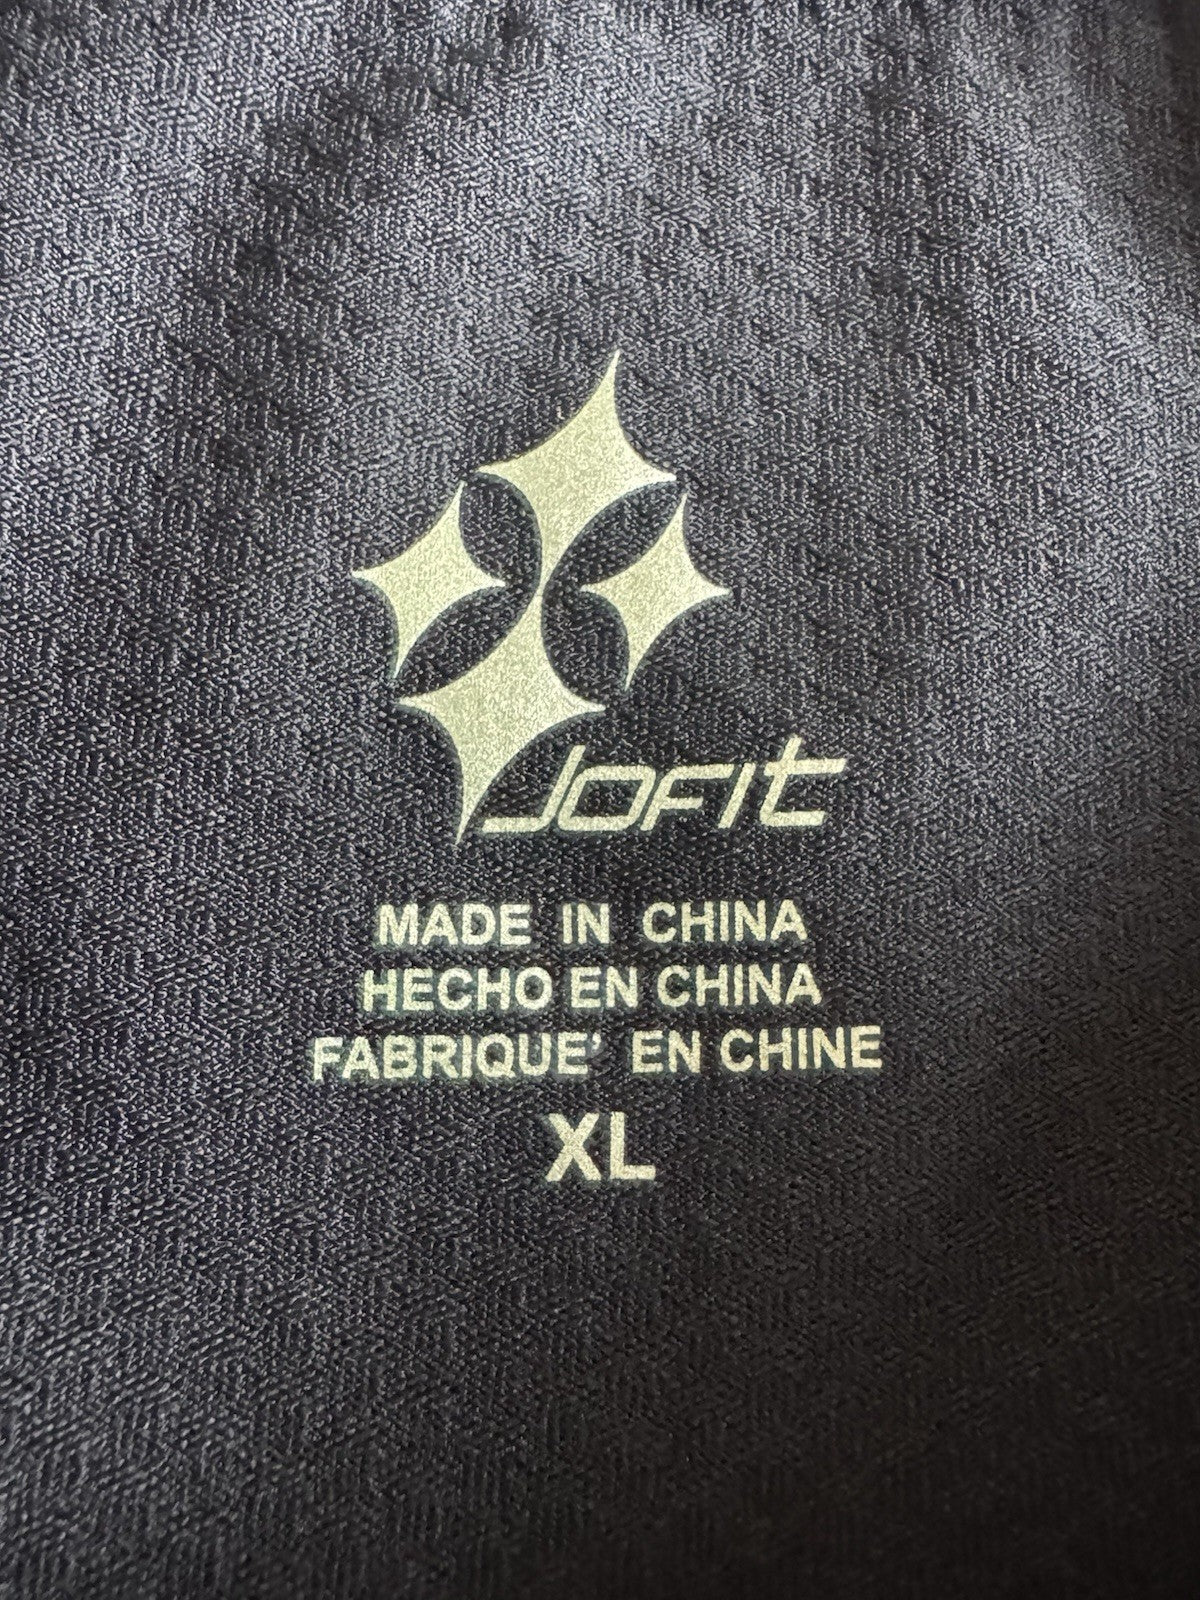 JOFIT
MADE IN CHINA
HECHO EN CHINA
FABRIQUE' EN CHINE
XL